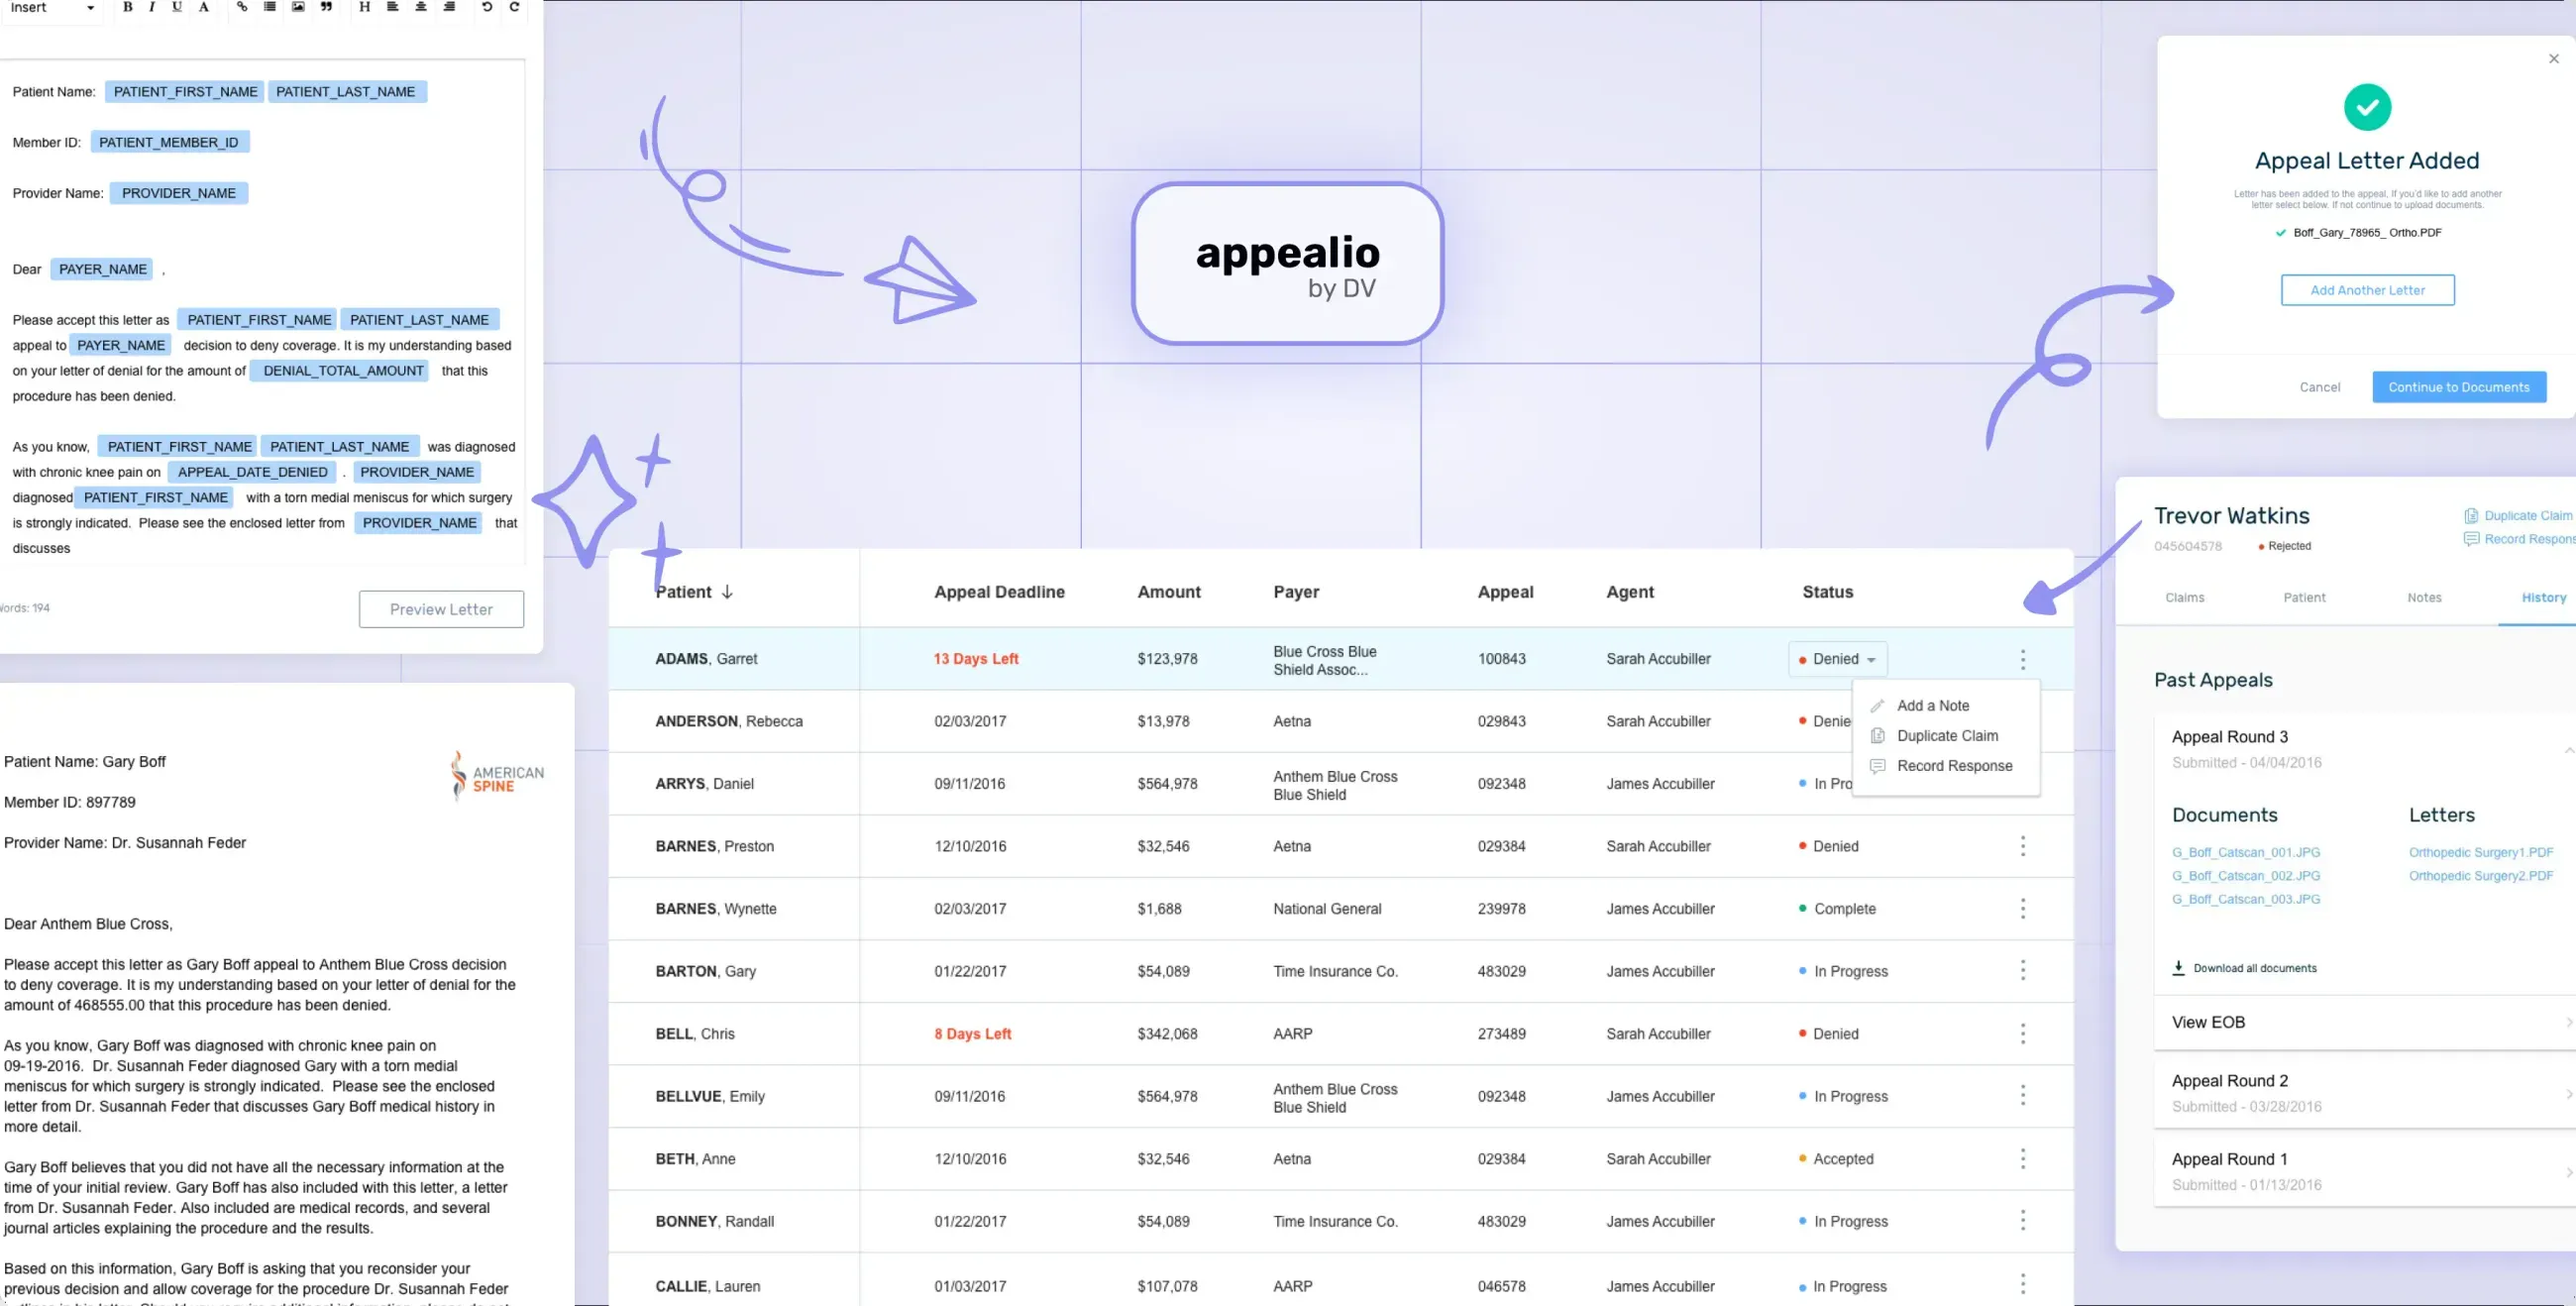 Insert B I U A H
Patient Name: PATIENT_FIRST_NAME PATIENT_LAST_NAME
Member ID: PATIENT_MEMBER_ID
Provider Name: PROVIDER_NAME
Dear PAYER_NAME ,
Please accept this letter as PATIENT_FIRST_NAME PATIENT_LAST_NAME
appeal to PAYER_NAME decision to deny coverage. It is my understanding based
on your letter of denial for the amount of DENIAL_TOTAL_AMOUNT that this
procedure has been denied.
As you know, PATIENT_FIRST_NAME PATIENT_LAST_NAME was diagnosed
with chronic knee pain on APPEAL_DATE_DENIED . PROVIDER_NAME
diagnosed PATIENT_FIRST_NAME with a torn medial meniscus for which surgery
is strongly indicated. Please see the enclosed letter from PROVIDER_NAME that
discusses
Words: 194
Preview Letter
Patient Name: Gary Boff
AMERICAN
SPINE
Member ID: 897789
Provider Name: Dr. Susannah Feder
Dear Anthem Blue Cross,
Please accept this letter as Gary Boff appeal to Anthem Blue Cross decision
to deny coverage. It is my understanding based on your letter of denial for the
amount of 468555.00 that this procedure has been denied.
As you know, Gary Boff was diagnosed with chronic knee pain on
09-19-2016. Dr. Susannah Feder diagnosed Gary with a torn medial
meniscus for which surgery is strongly indicated. Please see the enclosed
letter from Dr. Susannah Feder that discusses Gary Boff medical history in
more detail.
Gary Boff believes that you did not have all the necessary information at the
time of your initial review. Gary Boff has also included with this letter, a letter
from Dr. Susannah Feder. Also included are medical records, and several
journal articles explaining the procedure and the results.
Based on this information, Gary Boff is asking that you reconsider your
previous decision and allow coverage for the procedure Dr. Susannah Feder
appealio
by DV
Patient Appeal Deadline Amount Payer Appeal Agent Status
ADAMS, Garret 13 Days Left $123,978 Blue Cross Blue Shield Assoc... 100843 Sarah Accubiller Denied
ANDERSON, Rebecca 02/03/2017 $13,978 Aetna 029843 Sarah Accubiller Denie
ARRYS, Daniel 09/11/2016 $564,978 Anthem Blue Cross Blue Shield 092348 James Accubiller In Pro
Add a Note
Duplicate Claim
Record Response
BARNES, Preston 12/10/2016 $32,546 Aetna 029384 Sarah Accubiller Denied
BARNES, Wynette 02/03/2017 $1,688 National General 239978 James Accubiller Complete
BARTON, Gary 01/22/2017 $54,089 Time Insurance Co. 483029 James Accubiller In Progress
BELL, Chris 8 Days Left $342,068 AARP 273489 Sarah Accubiller Denied
BELLVUE, Emily 09/11/2016 $564,978 Anthem Blue Cross Blue Shield 092348 James Accubiller In Progress
BETH, Anne 12/10/2016 $32,546 Aetna 029384 Sarah Accubiller Accepted
BONNEY, Randall 01/22/2017 $54,089 Time Insurance Co. 483029 James Accubiller In Progress
CALLIE, Lauren 01/03/2017 $107,078 AARP 046578 James Accubiller In Progress
Appeal Letter Added
Letter has been added to the appeal, If you'd like to add another
letter select below. If not continue to upload documents.
Boff_Gary_78965_ Ortho.PDF
Add Another Letter
Cancel Continue to Documents
Trevor Watkins
Duplicate Claim
045604578 Rejected
Record Respons
Claims Patient Notes History
Past Appeals
Appeal Round 3
Submitted - 04/04/2016
Documents Letters
G_Boff_Catscan_001.JPG Orthopedic Surgery1.PDF
G_Boff_Catscan_002.JPG Orthopedic Surgery2.PDF
G_Boff_Catscan_003.JPG
Download all documents
View EOB
Appeal Round 2
Submitted - 03/28/2016
Appeal Round 1
Submitted - 01/13/2016